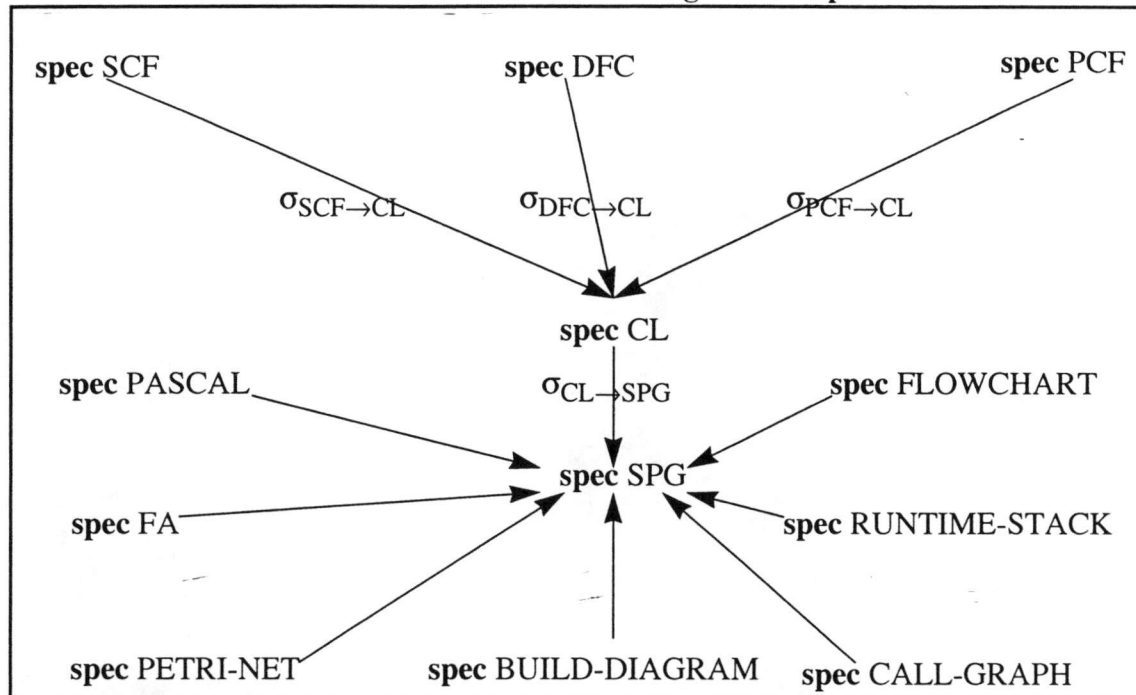 spec SCF spec DFC spec PCF
σSCF→CL σDFC→CL σPCF→CL
spec CL
spec PASCAL σCL→SPG spec FLOWCHART
spec SPG
spec FA spec RUNTIME-STACK
spec PETRI-NET spec BUILD-DIAGRAM spec CALL-GRAPH